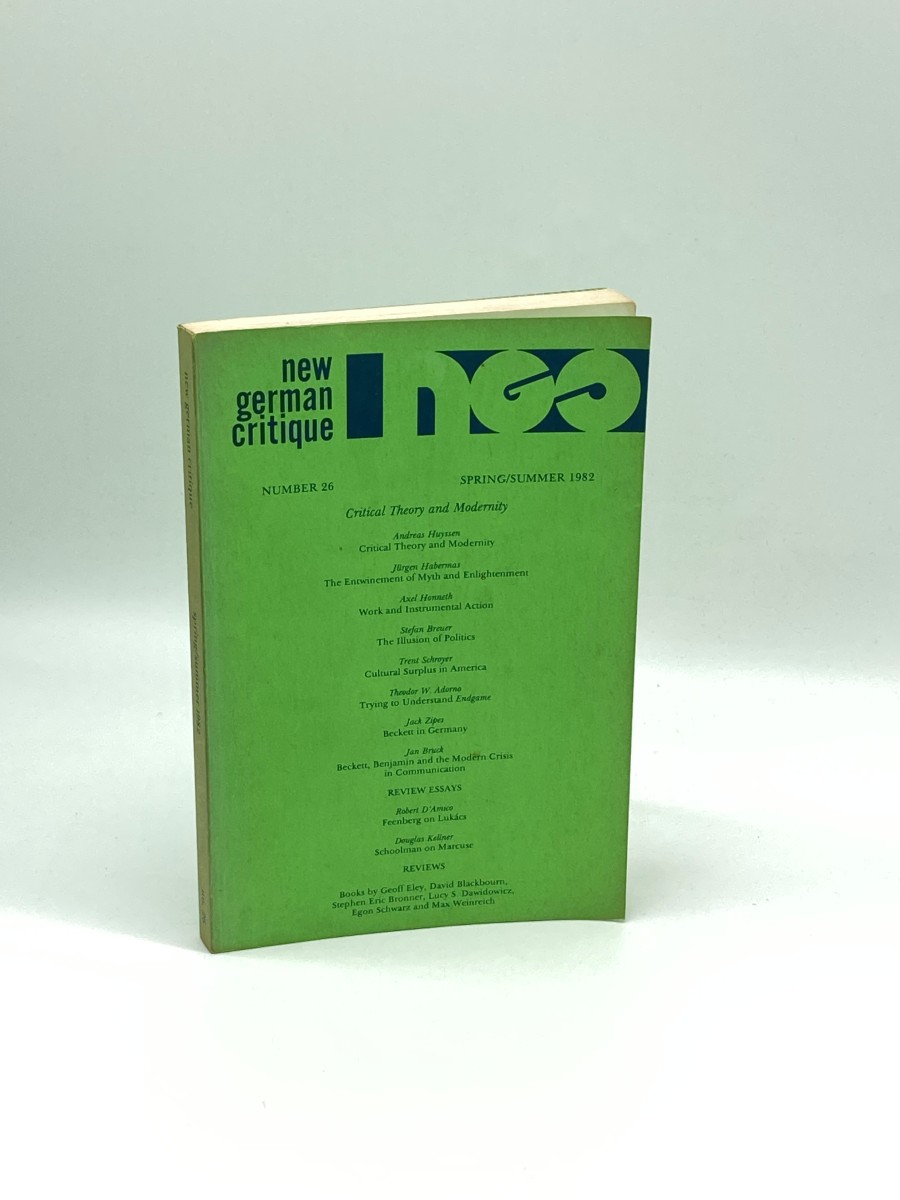 new
german
critique
ngc
NUMBER 26
SPRING/SUMMER 1982
Critical Theory and Modernity
Andreas Huyssen
Critical Theory and Modernity
Jürgen Habermas
The Entwinement of Myth and Enlightenment
Axel Honneth
Work and Instrumental Action
Stefan Breuer
The Illusion of Politics
Trent Schroyer
Cultural Surplus in America
Theodor W. Adorno
Trying to Understand Endgame
Jack Zipes
Beckett in Germany
Jan Bruck
Beckett, Benjamin and the Modern Crisis
in Communication
REVIEW ESSAYS
Robert D'Amico
Feenberg on Lukács
Douglas Kellner
Schoolman on Marcuse
REVIEWS
Books by Geoff Eley, David Blackbourn,
Stephen Eric Bronner, Lucy S. Dawidowicz,
Egon Schwarz and Max Weinreich
new german critique
spring/summer 1982